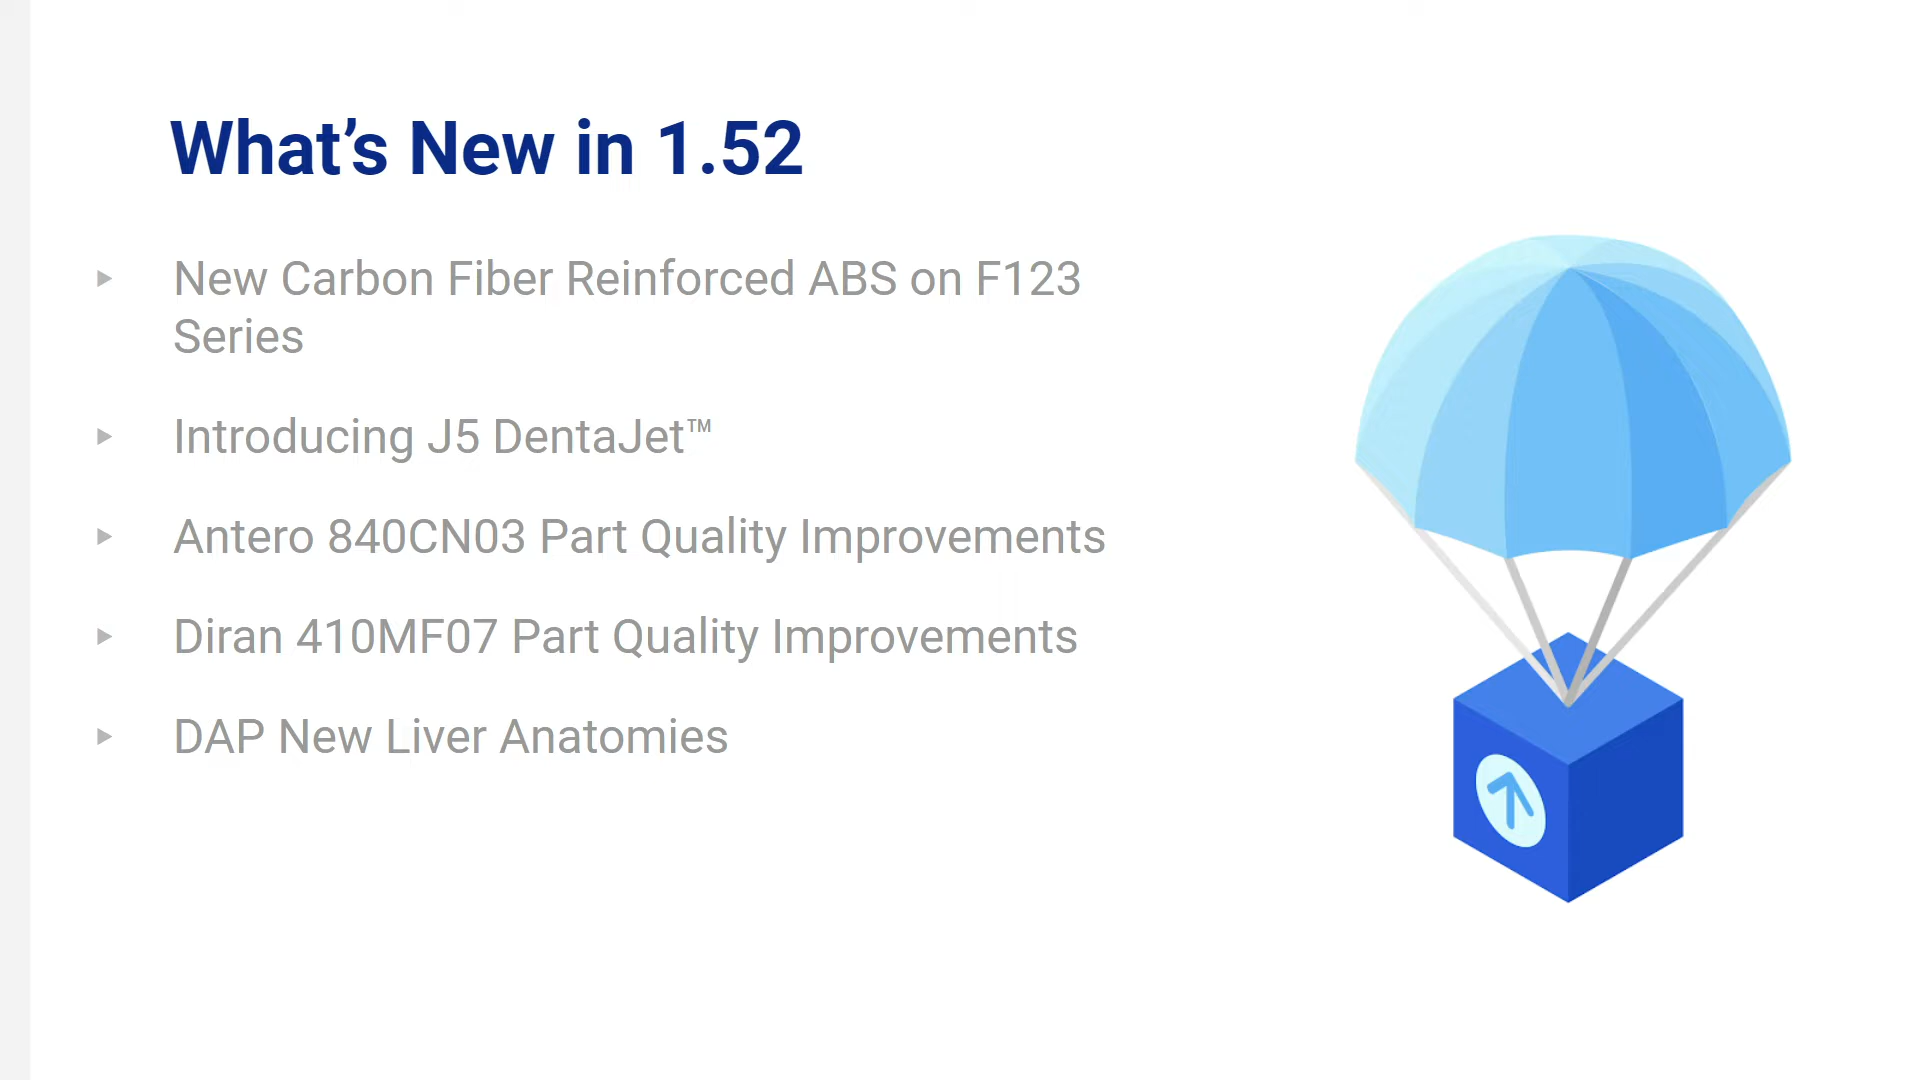 What’s New in 1.52
New Carbon Fiber Reinforced ABS on F123
Series
Introducing J5 DentaJet™
Antero 840CN03 Part Quality Improvements
Diran 410MF07 Part Quality Improvements
DAP New Liver Anatomies